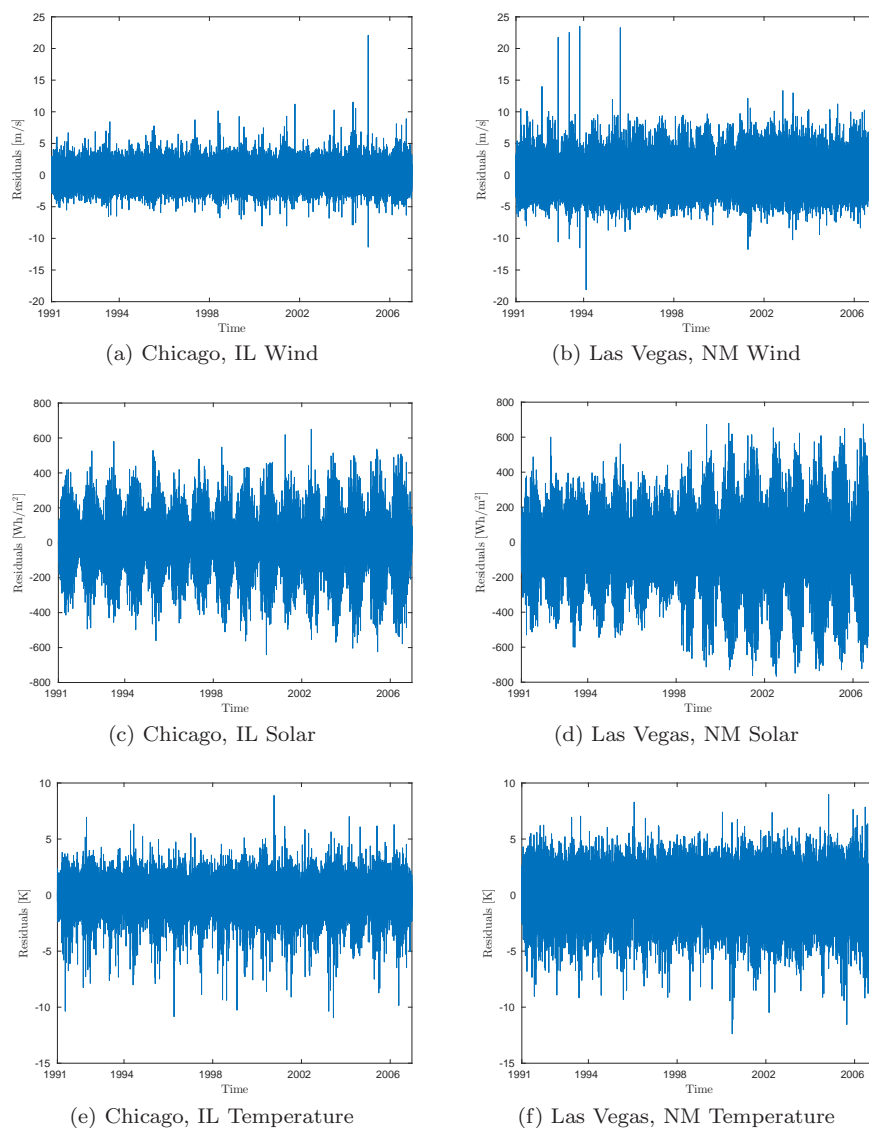 25
20
15
10
5
0
-5
-10
-15
-20
Residuals [m/s]
1991 1994 1998 2002 2006
Time
(a) Chicago, IL Wind
25
20
15
10
5
0
-5
-10
-15
-20
Residuals [m/s]
1991 1994 1998 2002 2006
Time
(b) Las Vegas, NM Wind
800
600
400
200
0
-200
-400
-600
-800
Residuals [Wh/m²]
1991 1994 1998 2002 2006
Time
(c) Chicago, IL Solar
800
600
400
200
0
-200
-400
-600
-800
Residuals [Wh/m²]
1991 1994 1998 2002 2006
Time
(d) Las Vegas, NM Solar
10
5
0
-5
-10
-15
Residuals [K]
1991 1994 1998 2002 2006
Time
(e) Chicago, IL Temperature
10
5
0
-5
-10
-15
Residuals [K]
1991 1994 1998 2002 2006
Time
(f) Las Vegas, NM Temperature